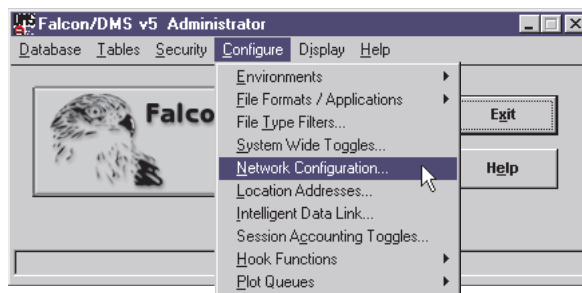 Falcon/DMS v5 Administrator
Database Tables Security Configure Display Help
Environments
File Formats / Applications
File Type Filters...
System Wide Toggles...
Network Configuration...
Location Addresses...
Intelligent Data Link...
Session Accounting Toggles...
Hook Functions
Plot Queues
Falco
Exit
Help